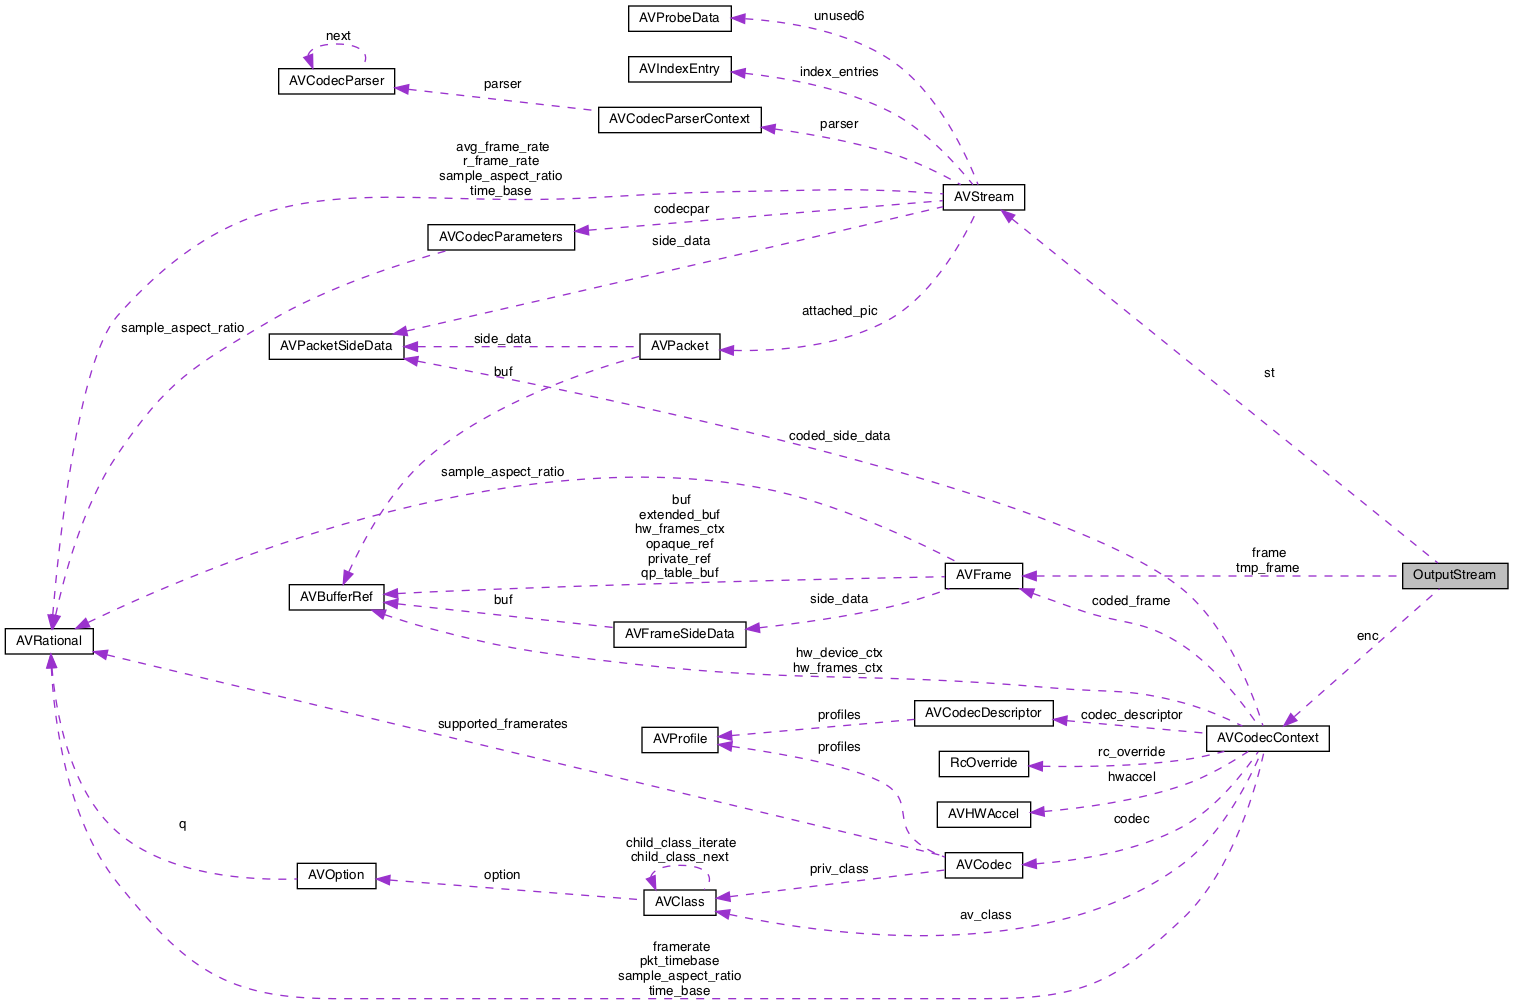 AVProbeData
unused6
next
AVCodecParser
AVIndexEntry
index_entries
parser
AVCodecParserContext
parser
avg_frame_rate
r_frame_rate
sample_aspect_ratio
time_base
AVStream
codecpar
AVCodecParameters
side_data
attached_pic
sample_aspect_ratio
AVPacketSideData
side_data
AVPacket
buf
st
coded_side_data
sample_aspect_ratio
buf
extended_buf
hw_frames_ctx
opaque_ref
private_ref
qp_table_buf
AVFrame
frame
tmp_frame
OutputStream
AVBufferRef
buf
side_data
coded_frame
AVFrameSideData
AVRational
enc
hw_device_ctx
hw_frames_ctx
supported_framerates
profiles
AVCodecDescriptor
codec_descriptor
AVProfile
profiles
AVCodecContext
rc_override
RcOverride
hwaccel
AVHWAccel
codec
q
child_class_iterate
child_class_next
AVCodec
priv_class
AVOption
option
AVClass
av_class
framerate
pkt_timebase
sample_aspect_ratio
time_base